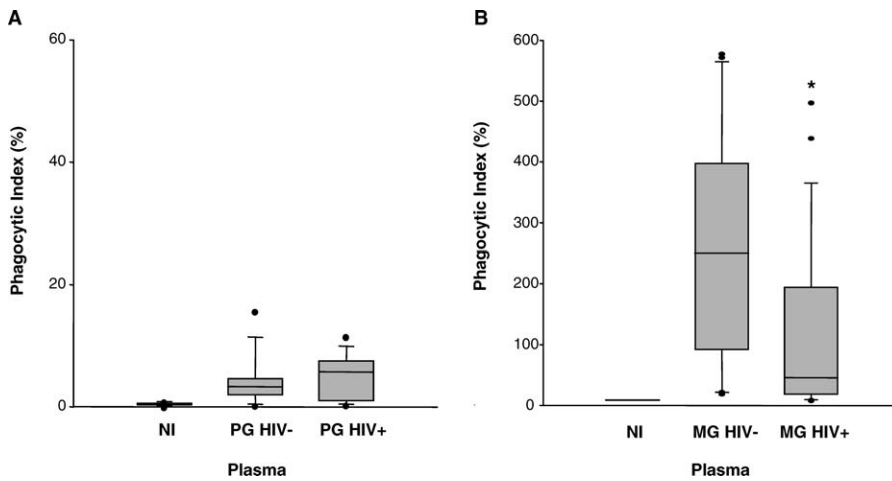 A
60
40
20
0
Phagocytic Index (%)
NI PG HIV- PG HIV+
Plasma
B
600
500
400
300
200
100
0
Phagocytic Index (%)
*
NI MG HIV- MG HIV+
Plasma